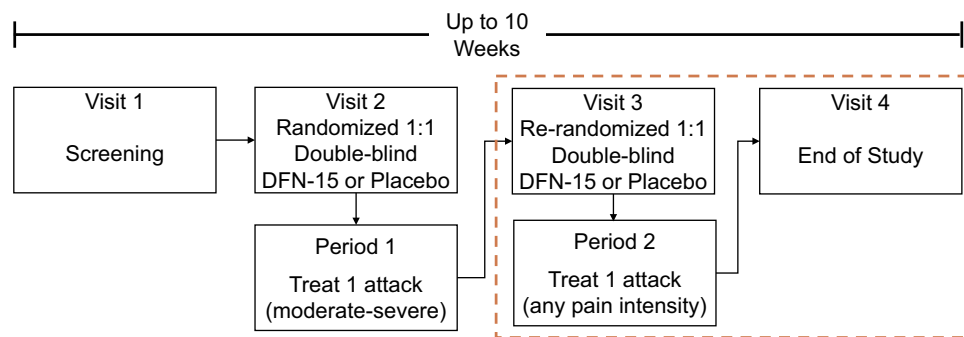 Up to 10
Weeks
Visit 1
Screening
Visit 2
Randomized 1:1
Double-blind
DFN-15 or Placebo
Period 1
Treat 1 attack
(moderate-severe)
Visit 3
Re-randomized 1:1
Double-blind
DFN-15 or Placebo
Period 2
Treat 1 attack
(any pain intensity)
Visit 4
End of Study